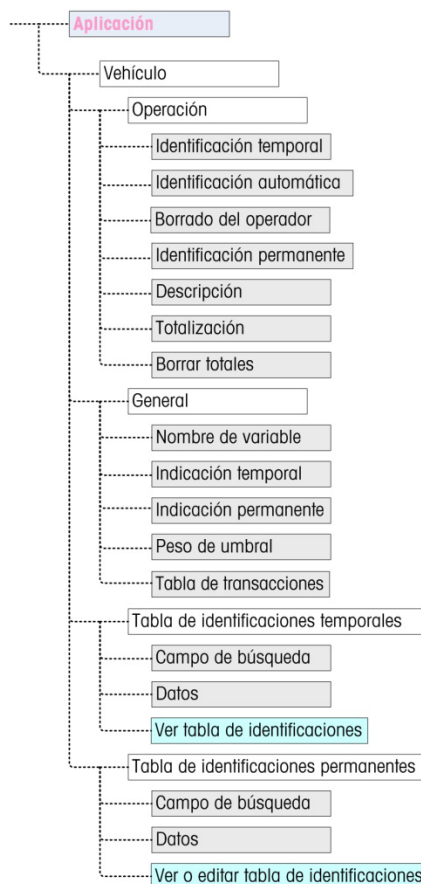 Aplicación
Vehículo
Operación
Identificación temporal
Identificación automática
Borrado del operador
Identificación permanente
Descripción
Totalización
Borrar totales
General
Nombre de variable
Indicación temporal
Indicación permanente
Peso de umbral
Tabla de transacciones
Tabla de identificaciones temporales
Campo de búsqueda
Datos
Ver tabla de identificaciones
Tabla de identificaciones permanentes
Campo de búsqueda
Datos
Ver o editar tabla de identificaciones